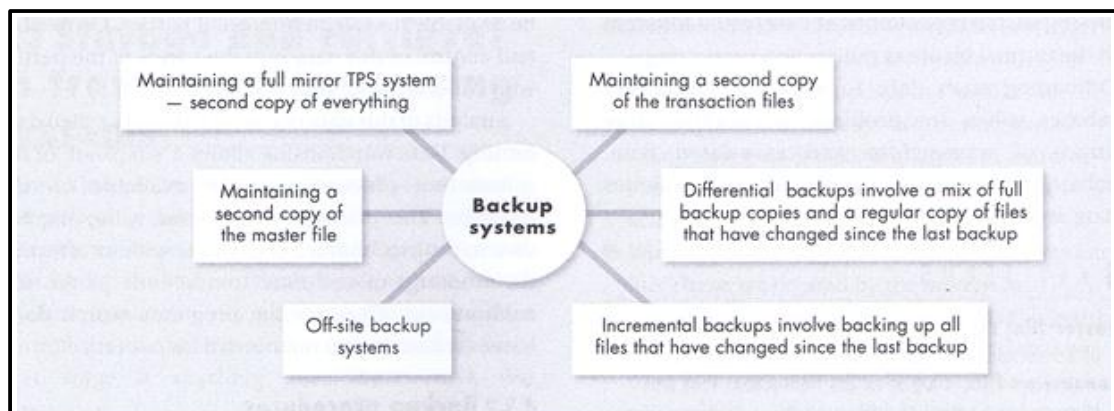 Maintaining a full mirror TPS system
— second copy of everything
Maintaining a second copy
of the transaction files
Maintaining a
second copy of
the master file
Backup
systems
Differential backups involve a mix of full
backup copies and a regular copy of files
that have changed since the last backup
Off-site backup
systems
Incremental backups involve backing up all
files that have changed since the last backup